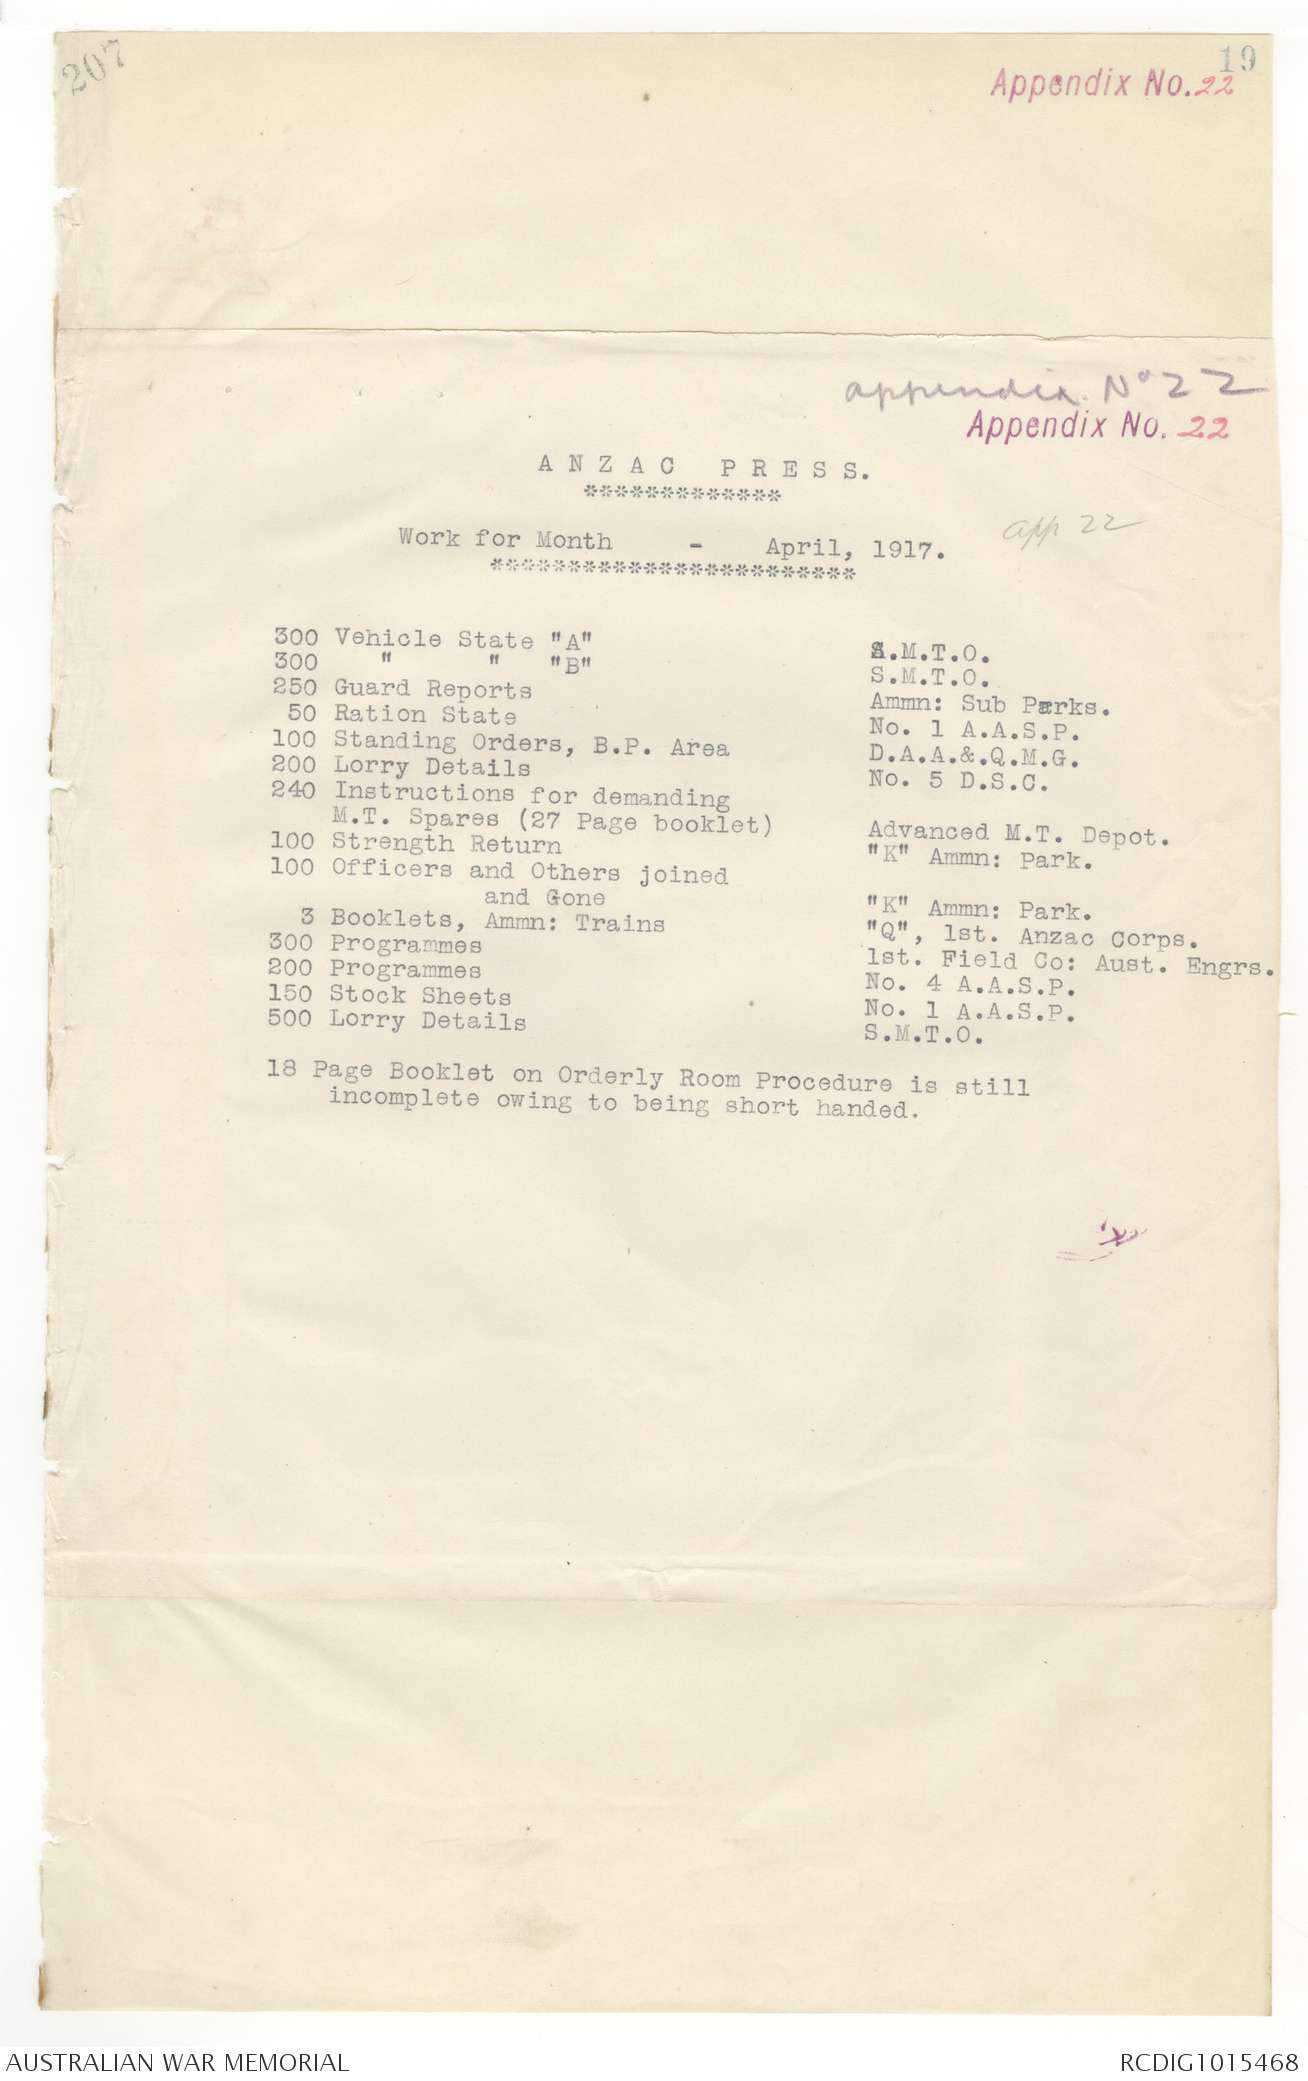 207
19
Appendix No. 22
appendix No 22
Appendix No. 22
ANZAC PRESS.
*************
app 22
Work for Month - April, 1917.
************************
300 Vehicle State "A" S.M.T.O.
300 " " "B" S.M.T.O.
250 Guard Reports Ammn: Sub Parks.
50 Ration State No. 1 A.A.S.P.
100 Standing Orders, B.P. Area D.A.A.&.Q.M.G.
200 Lorry Details No. 5 D.S.C.
240 Instructions for demanding
M.T. Spares (27 Page booklet) Advanced M.T. Depot.
100 Strength Return "K" Ammn: Park.
100 Officers and Others joined
and Gone "K" Ammn: Park.
3 Booklets, Ammn: Trains "Q", 1st. Anzac Corps.
300 Programmes 1st. Field Co: Aust. Engrs.
200 Programmes No. 4 A.A.S.P.
150 Stock Sheets No. 1 A.A.S.P.
500 Lorry Details S.M.T.O.
18 Page Booklet on Orderly Room Procedure is still
incomplete owing to being short handed.
AUSTRALIAN WAR MEMORIAL
RCDIG1015468